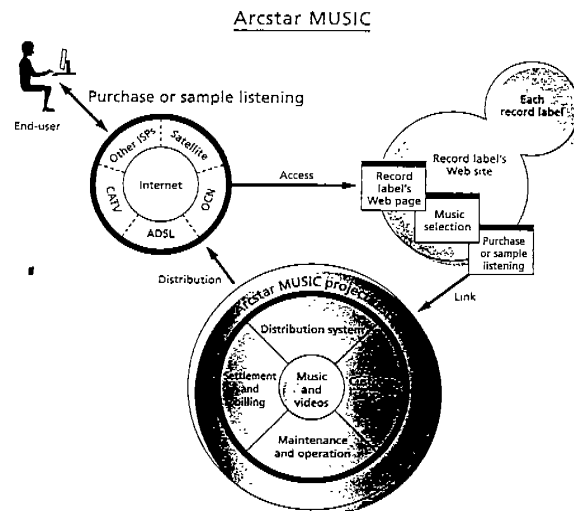 Arcstar MUSIC
Purchase or sample listening
End-user
Other ISPs
Satellite
CATV
Internet
OCN
ADSL
Access
Each
record label
Record label's
Web site
Record
label's
Web page
Music
selection
Purchase
or sample
listening
Distribution
Link
Arcstar MUSIC project
Distribution system
Settlement
and
billing
Music
and
videos
Maintenance
and operation